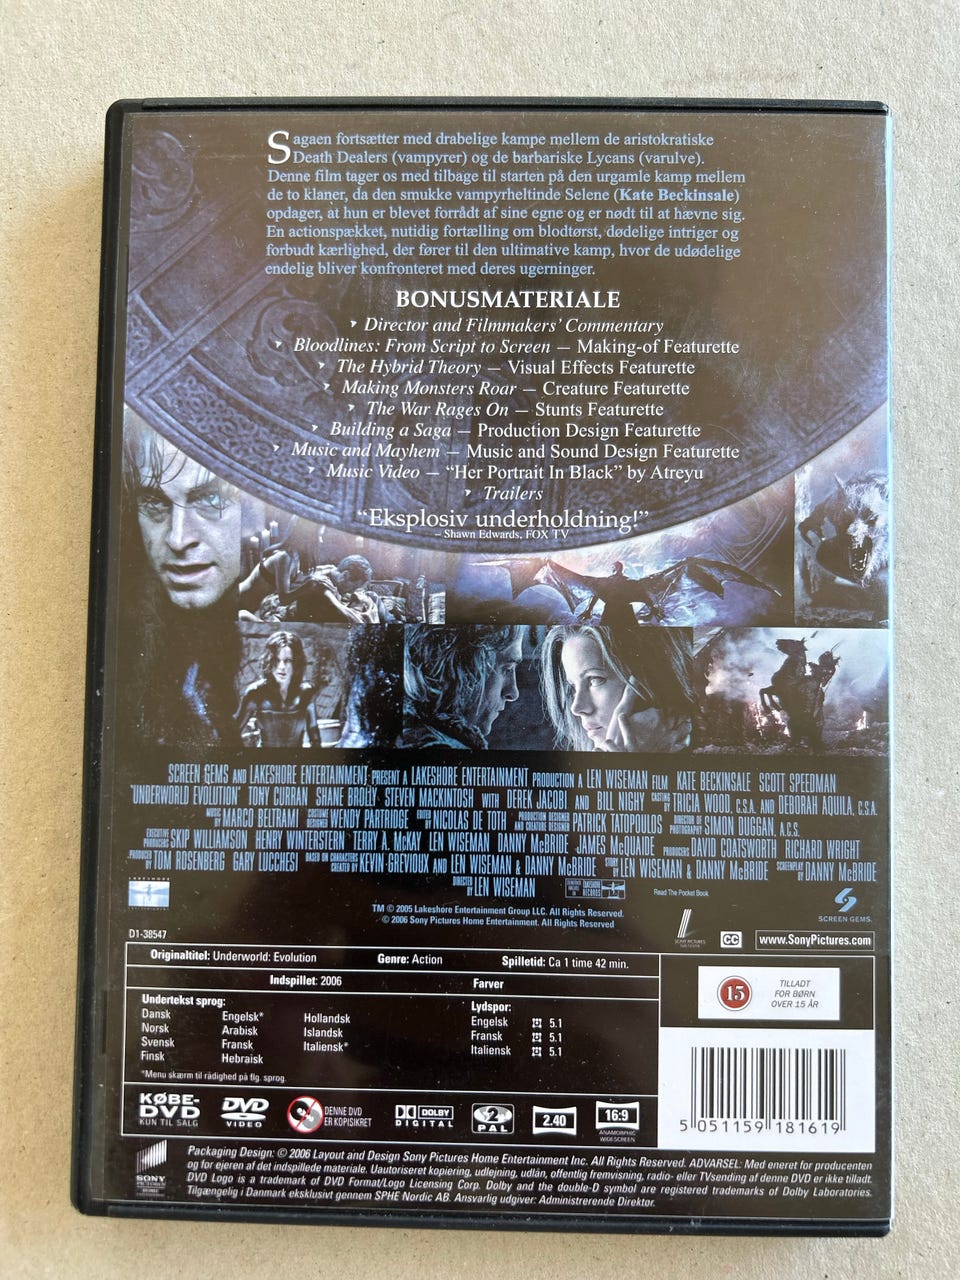 Sagaen fortsætter med drabelige kampe mellem de aristokratiske
Death Dealers (vampyrer) og de barbariske Lycans (varulve).
Denne film tager os med tilbage til starten på den urgamle kamp mellem
de to klaner, da den smukke vampyrheltinde Selene (Kate Beckinsale)
opdager, at hun er blevet forrådt af sine egne og er nødt til at hævne sig.
En actionspækket, nutidig fortælling om blodtørst, dødelige intriger og
forbudt kærlighed, der fører til den ultimative kamp, hvor de udødelige
endelig bliver konfronteret med deres ugerninger.
BONUSMATERIALE
Director and Filmmakers' Commentary
Bloodlines: From Script to Screen – Making-of Featurette
The Hybrid Theory – Visual Effects Featurette
Making Monsters Roar – Creature Featurette
The War Rages On – Stunts Featurette
Building a Saga – Production Design Featurette
Music and Mayhem – Music and Sound Design Featurette
Music Video – "Her Portrait In Black" by Atreyu
Trailers
"Eksplosiv underholdning!"
– Shawn Edwards, FOX TV
SCREEN GEMS AND LAKESHORE ENTERTAINMENT PRESENT A LAKESHORE ENTERTAINMENT PRODUCTION A LEN WISEMAN FILM KATE BECKINSALE SCOTT SPEEDMAN
"UNDERWORLD EVOLUTION" TONY CURRAN SHANE BROLLY STEVEN MACKINTOSH WITH DEREK JACOBI AND BILL NIGHY CASTING BY TRICIA WOOD, C.S.A. AND DEBORAH AQUILA, C.S.A.
MUSIC BY MARCO BELTRAMI COSTUME DESIGNER WENDY PARTRIDGE EDITED BY NICOLAS DE TOTH PRODUCTION DESIGNER AND CREATURE DESIGNER PATRICK TATOPOULOS DIRECTOR OF PHOTOGRAPHY SIMON DUGGAN, A.C.S.
EXECUTIVE PRODUCERS SKIP WILLIAMSON HENRY WINTERSTERN TERRY A. MCKAY LEN WISEMAN DANNY MCBRIDE JAMES MCQUAIDE PRODUCERS DAVID COATSWORTH RICHARD WRIGHT
PRODUCED BY TOM ROSENBERG GARY LUCCHESI BASED ON CHARACTERS CREATED BY KEVIN GREVIOUX AND LEN WISEMAN & DANNY MCBRIDE STORY BY LEN WISEMAN & DANNY MCBRIDE SCREENPLAY BY DANNY MCBRIDE
DIRECTED BY LEN WISEMAN
LAKESHORE
LAKESHORE RECORDS
Read The Pocket Book
SCREEN GEMS
TM © 2005 Lakeshore Entertainment Group LLC. All Rights Reserved.
© 2006 Sony Pictures Home Entertainment. All Rights Reserved
SONY PICTURES
CC
www.SonyPictures.com
D1-38547
Originaltitel: Underworld: Evolution Genre: Action Spilletid: Ca 1 time 42 min.
Indspillet: 2006 Farver
Undertekst sprog:
Dansk Engelsk* Hollandsk
Norsk Arabisk Islandsk
Svensk Fransk Italiensk*
Finsk Hebraisk
*Menu skærm til rådighed på flg. sprog.
Lydspor:
Engelsk 5.1
Fransk 5.1
Italiensk 5.1
15
TILLADT
FOR BØRN
OVER 15 ÅR
5 051159 181619
KØBE-
DVD
KUN TIL SALG
DVD
VIDEO
DENNE DVD
ER KOPISIKRET
DOLBY
DIGITAL
2
PAL
2.40
16:9
ANAMORPHIC
WIDESCREEN
SONY
PICTURES
Packaging Design: © 2006 Layout and Design Sony Pictures Home Entertainment Inc. All Rights Reserved. ADVARSEL: Med eneret for producenten
og for ejeren af det indspillede materiale. Uautoriseret kopiering, udlejning, udlån, offentlig fremvisning, radio- eller TVsending af denne DVD er ikke tilladt.
DVD Logo is a trademark of DVD Format/Logo Licensing Corp. Dolby and the double-D symbol are registered trademarks of Dolby Laboratories.
Tilgængelig i Danmark eksklusivt gennem SPHE Nordic AB. Ansvarlig udgiver: Administrerende Direktør.